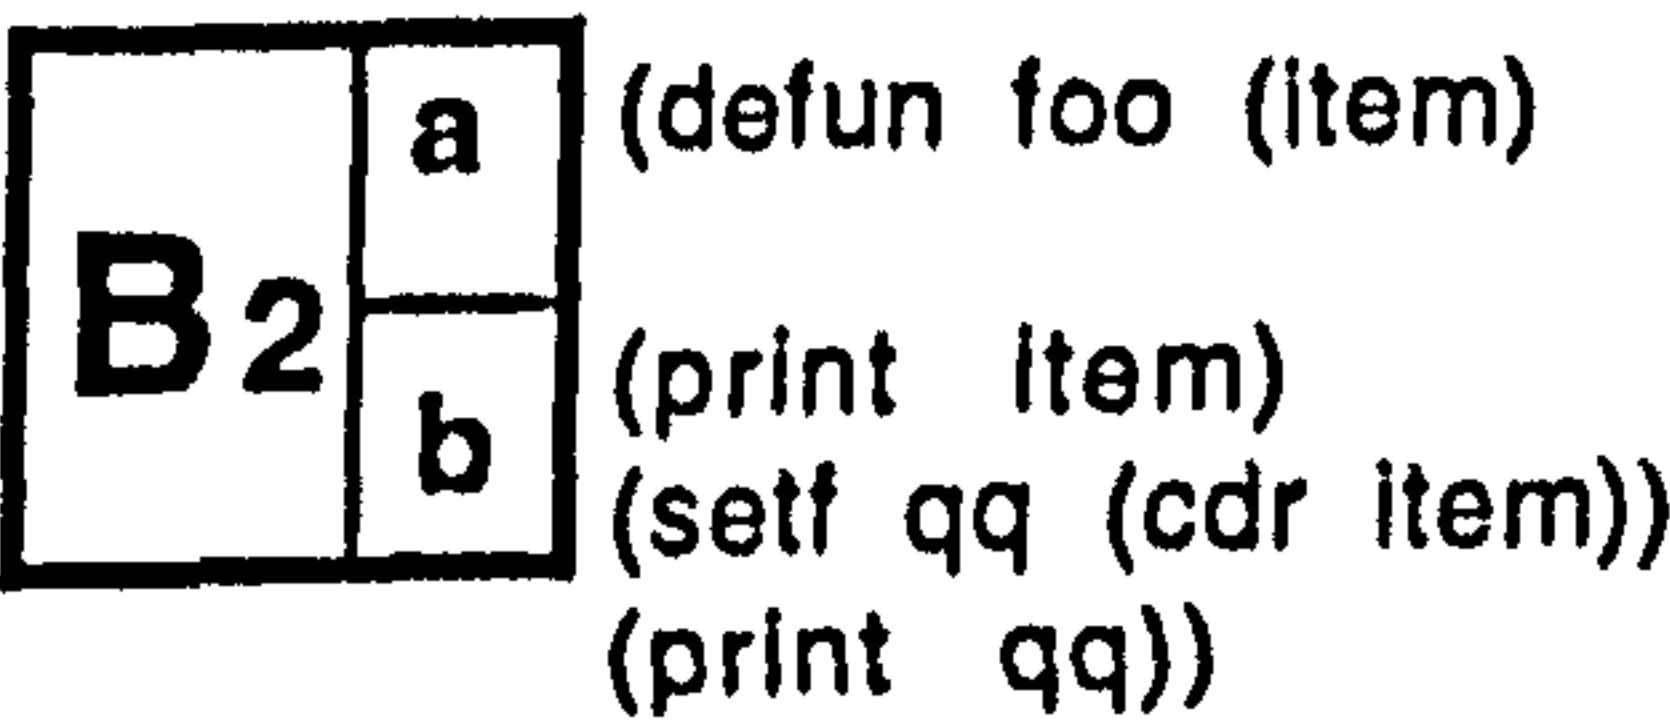 a
(defun foo (item)
B2
b
(print item)
(setf qq (cdr item))
(print qq))